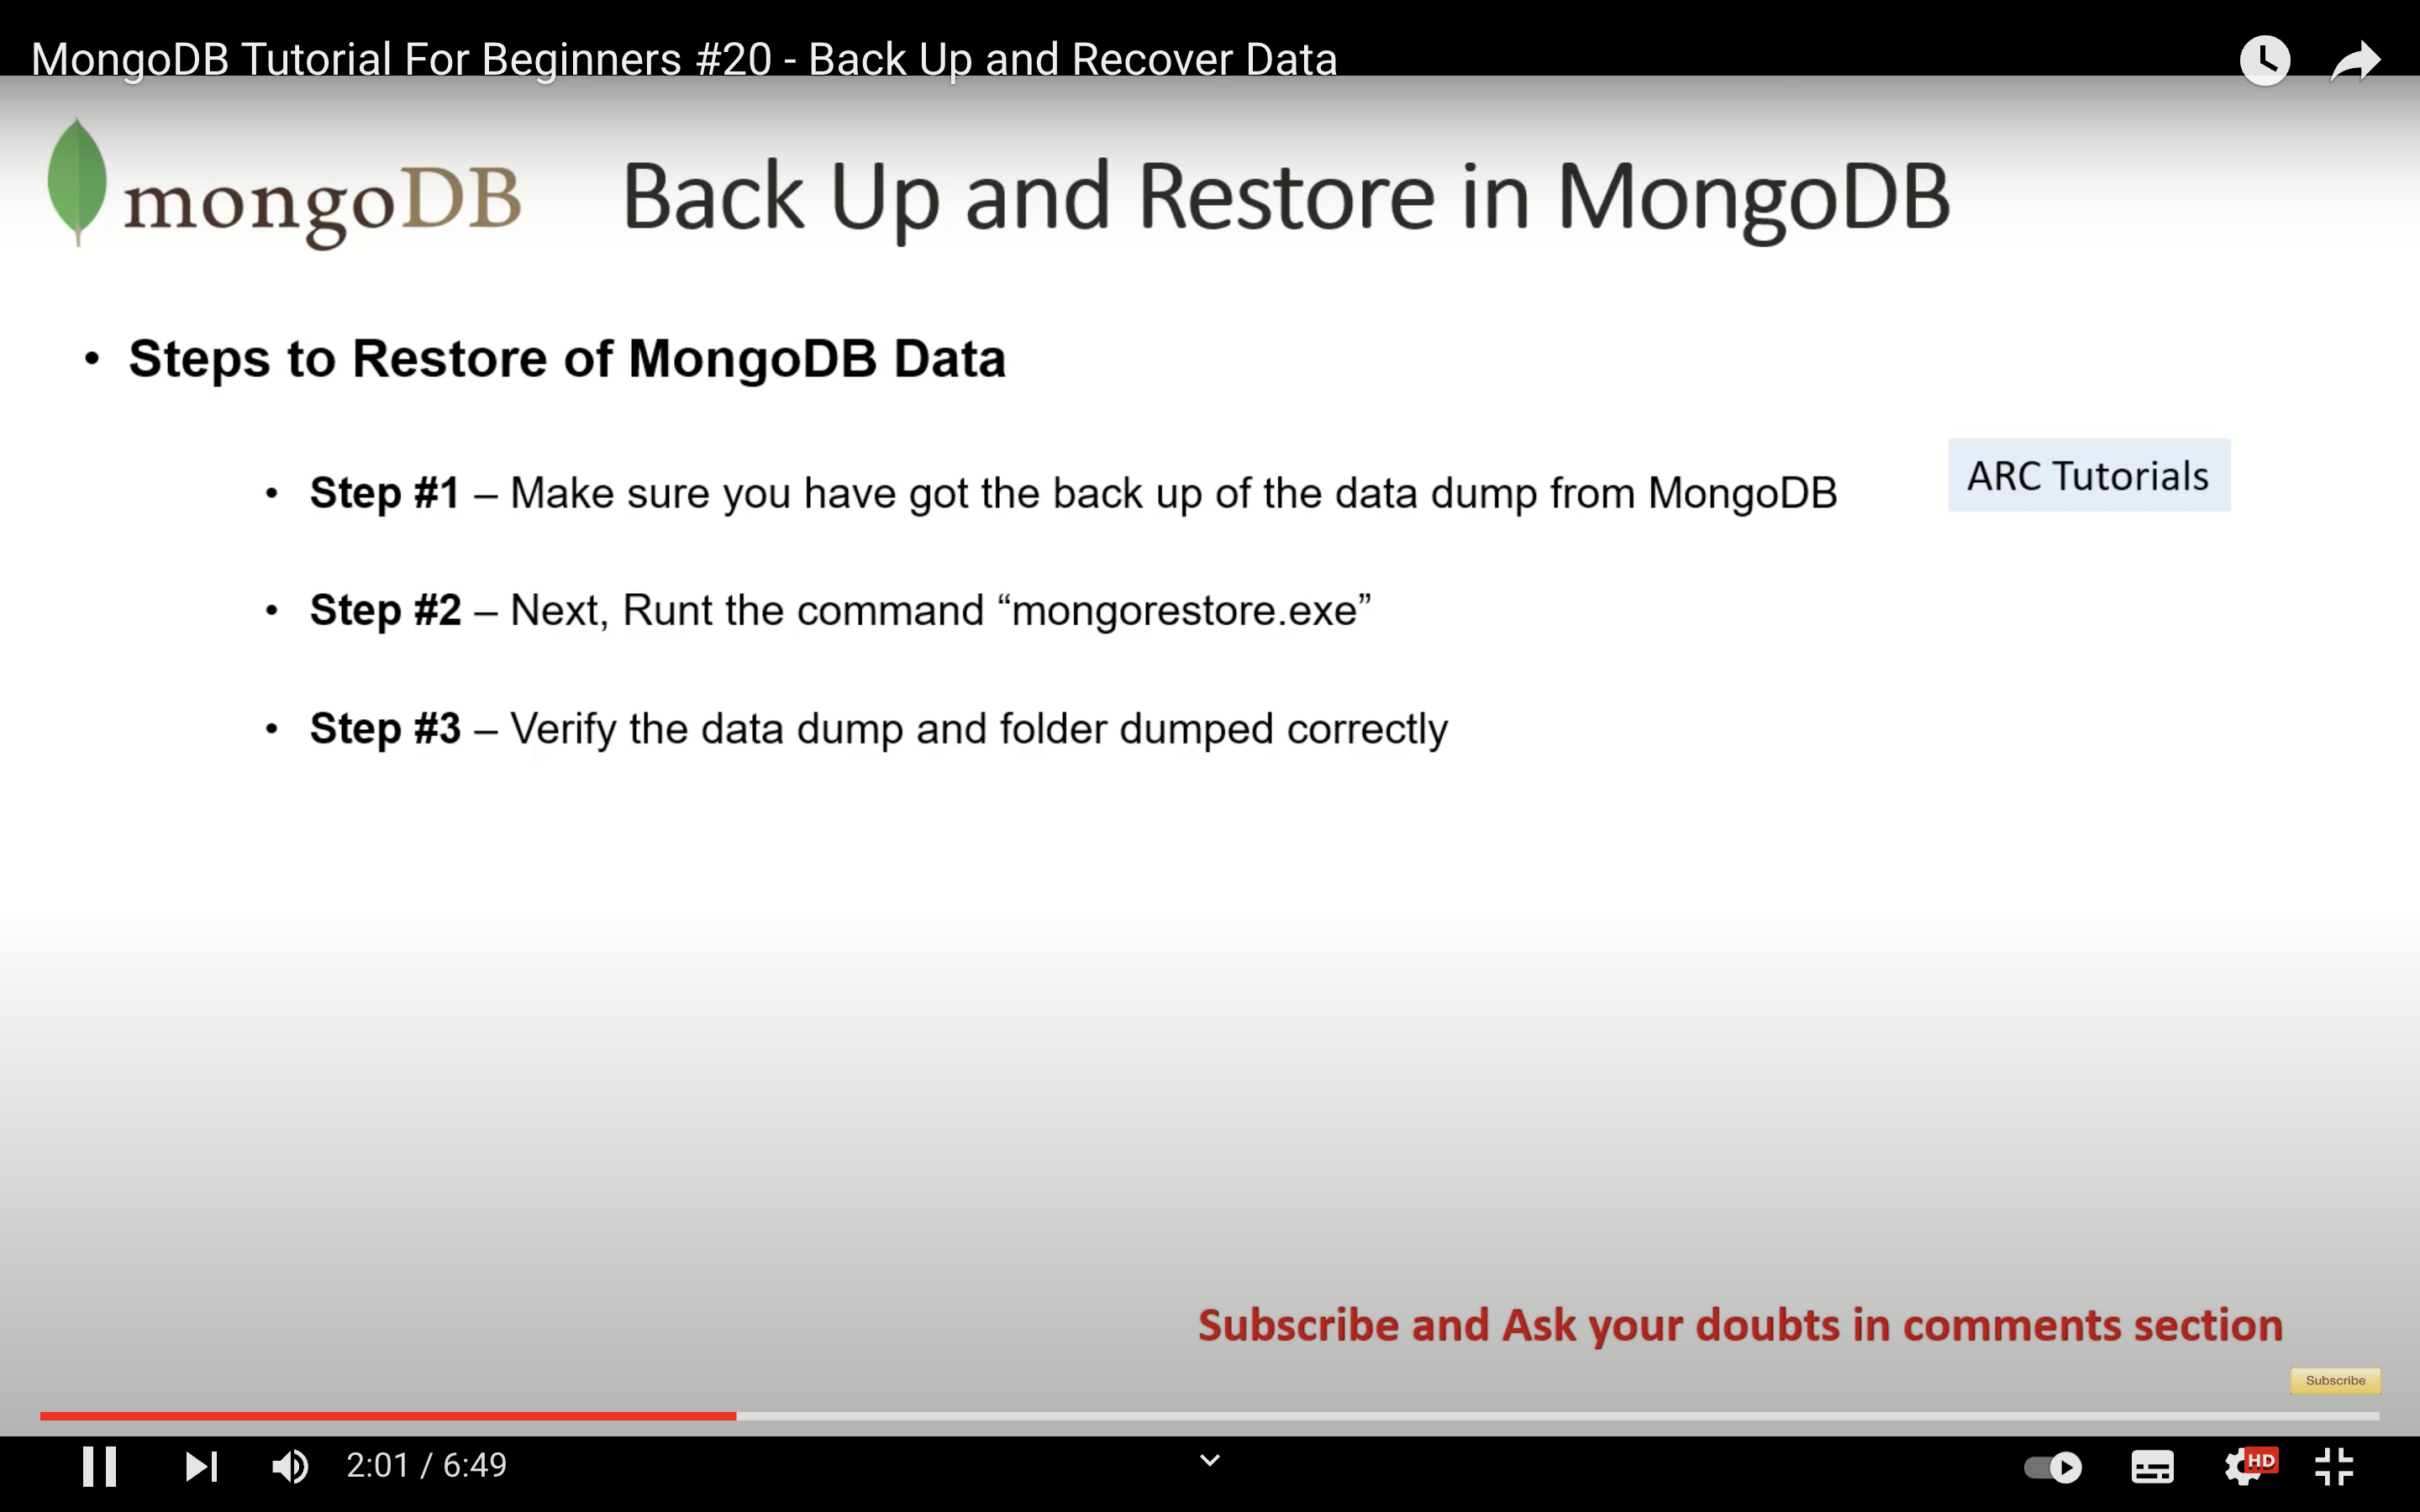 MongoDB Tutorial For Beginners #20 - Back Up and Recover Data
mongoDB
Back Up and Restore in MongoDB
• Steps to Restore of MongoDB Data
• Step #1 – Make sure you have got the back up of the data dump from MongoDB
ARC Tutorials
• Step #2 – Next, Runt the command “mongorestore.exe”
• Step #3 – Verify the data dump and folder dumped correctly
Subscribe and Ask your doubts in comments section
Subscribe
2:01 / 6:49
HD